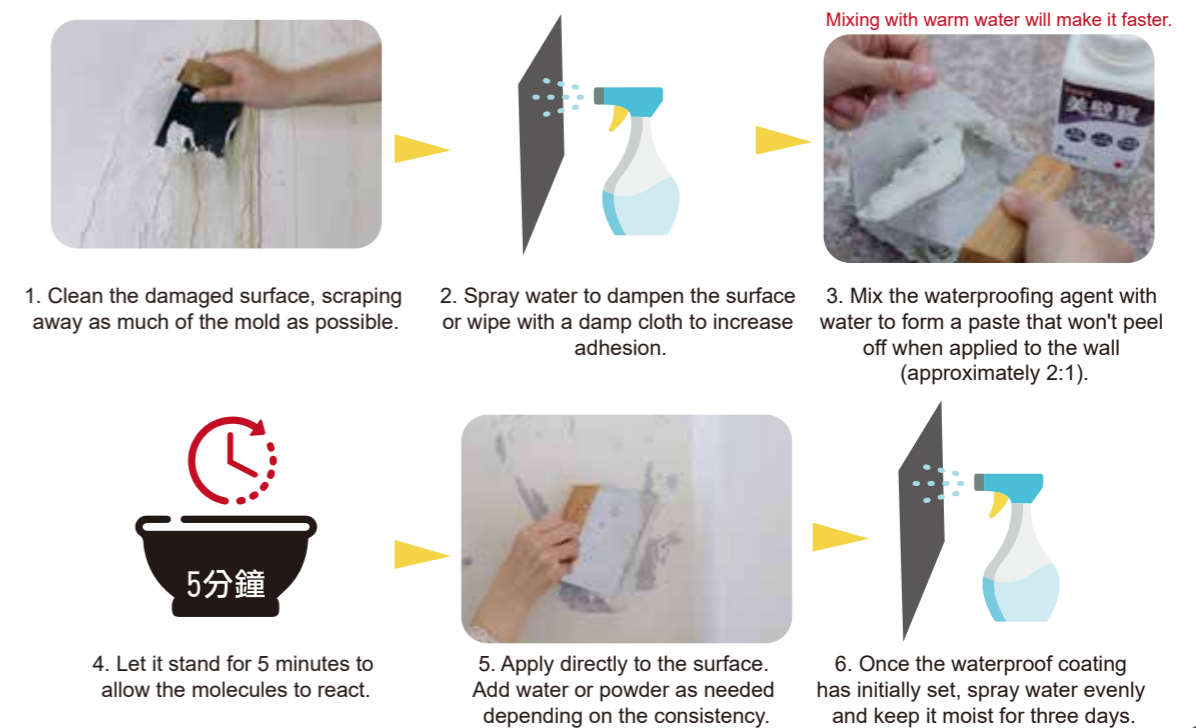 Mixing with warm water will make it faster.
美壁寶
1. Clean the damaged surface, scraping
away as much of the mold as possible.
2. Spray water to dampen the surface
or wipe with a damp cloth to increase
adhesion.
3. Mix the waterproofing agent with
water to form a paste that won't peel
off when applied to the wall
(approximately 2:1).
5分鐘
4. Let it stand for 5 minutes to
allow the molecules to react.
5. Apply directly to the surface.
Add water or powder as needed
depending on the consistency.
6. Once the waterproof coating
has initially set, spray water evenly
and keep it moist for three days.